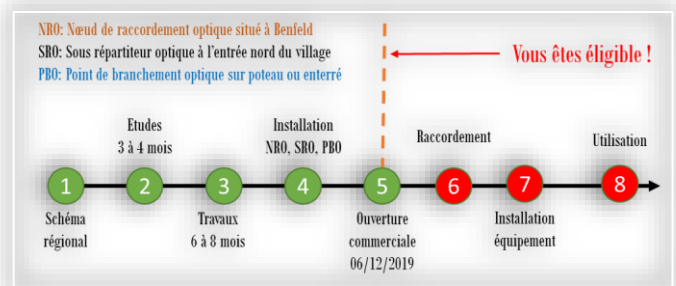 NRO: Nœud de raccordement optique situé à Benfeld
SRO: Sous répartiteur optique à l'entrée nord du village
PBO: Point de branchement optique sur poteau ou enterré
Vous êtes éligible !
Etudes
3 à 4 mois
Installation
NRO, SRO, PBO
Raccordement
Utilisation
1 2 3 4 5 6 7 8
Schéma
régional
Travaux
6 à 8 mois
Ouverture
commerciale
06/12/2019
Installation
équipement